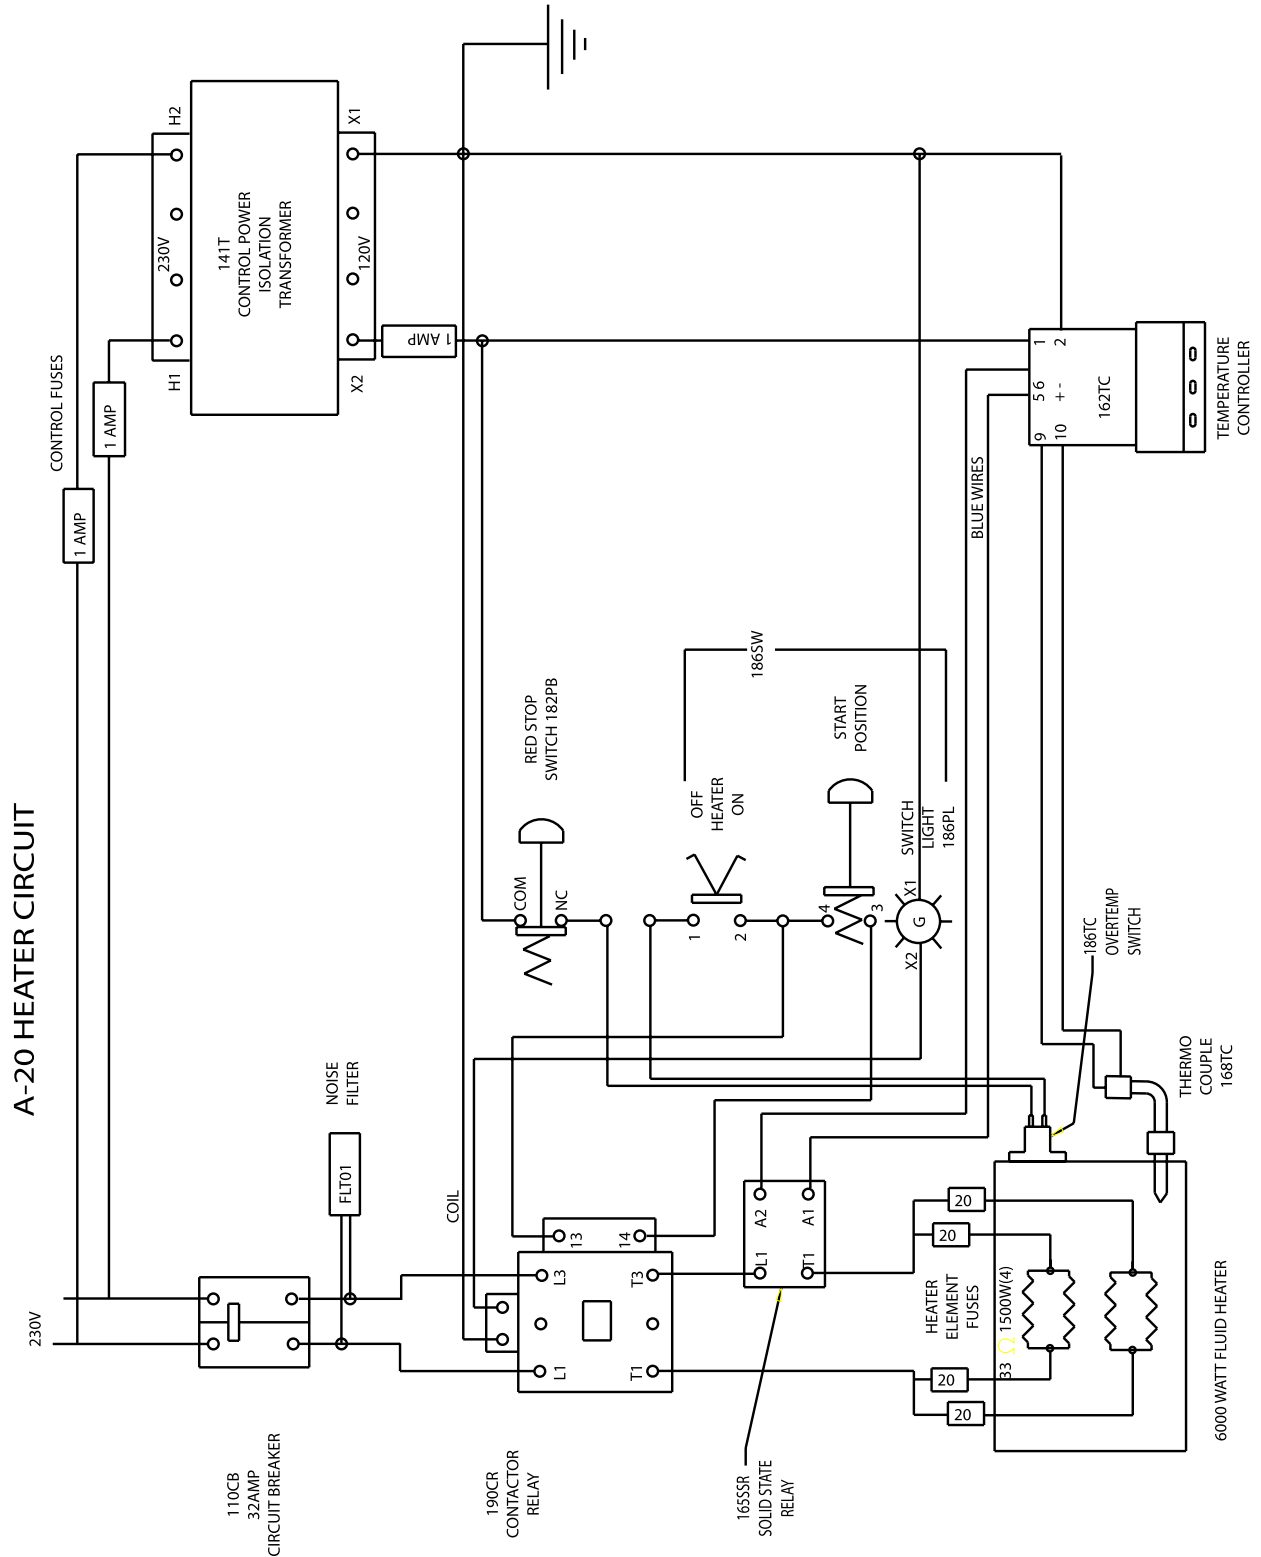 A-20 HEATER CIRCUIT
230V
110CB
32AMP
CIRCUIT BREAKER
NOISE
FILTER
FLT01
CONTROL FUSES
1 AMP
1 AMP
H1
H2
230V
141T
CONTROL POWER
ISOLATION
TRANSFORMER
120V
X2
X1
1 AMP
190CR
CONTACTOR
RELAY
COIL
L1
L3
T1
T3
13
14
RED STOP
SWITCH 182PB
COM
NC
OFF
HEATER
ON
1
2
186SW
START
POSITION
4
3
SWITCH
LIGHT
186PL
X2
G
X1
165SSR
SOLID STATE
RELAY
L1
A2
T1
A1
BLUE WIRES
9
5 6
1
10
+ -
2
162TC
TEMPERATURE
CONTROLLER
186TC
OVERTEMP
SWITCH
THERMO
COUPLE
168TC
HEATER
ELEMENT
FUSES
20
20
20
20
33 Ω 1500W(4)
6000 WATT FLUID HEATER